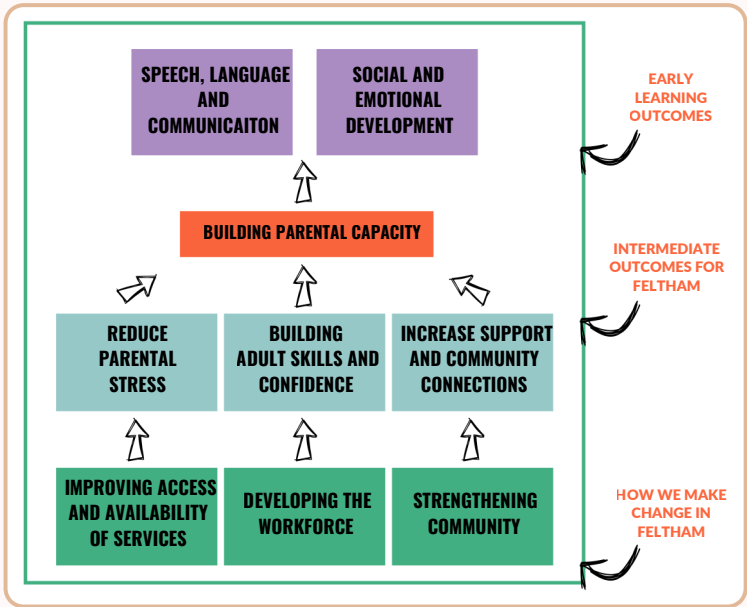 SPEECH, LANGUAGE
AND
COMMUNICAITON
SOCIAL AND
EMOTIONAL
DEVELOPMENT
EARLY
LEARNING
OUTCOMES
BUILDING PARENTAL CAPACITY
INTERMEDIATE
OUTCOMES FOR
FELTHAM
REDUCE
PARENTAL
STRESS
BUILDING
ADULT SKILLS AND
CONFIDENCE
INCREASE SUPPORT
AND COMMUNITY
CONNECTIONS
IMPROVING ACCESS
AND AVAILABILITY
OF SERVICES
DEVELOPING THE
WORKFORCE
STRENGTHENING
COMMUNITY
HOW WE MAKE
CHANGE IN
FELTHAM